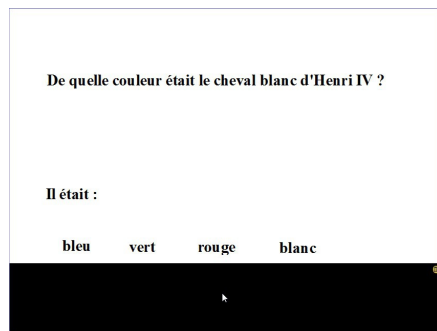 De quelle couleur était le cheval blanc d'Henri IV ?
Il était :
bleu vert rouge blanc